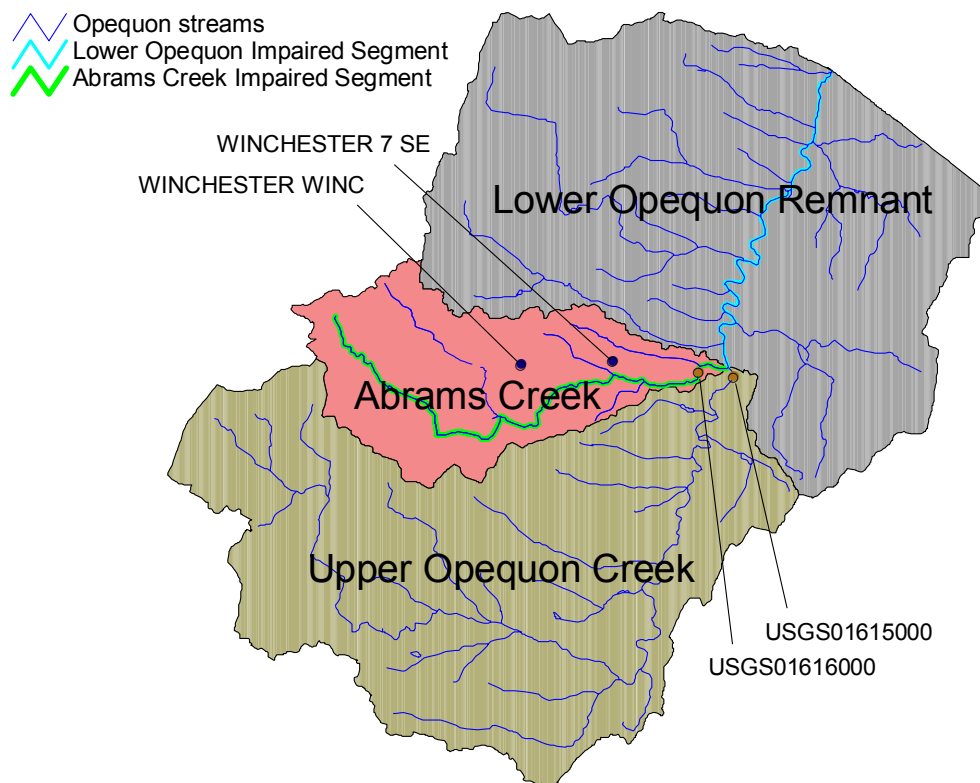 Opequon streams
Lower Opequon Impaired Segment
Abrams Creek Impaired Segment
WINCHESTER 7 SE
WINCHESTER WINC
Lower Opequon Remnant
Abrams Creek
Upper Opequon Creek
USGS01615000
USGS01616000